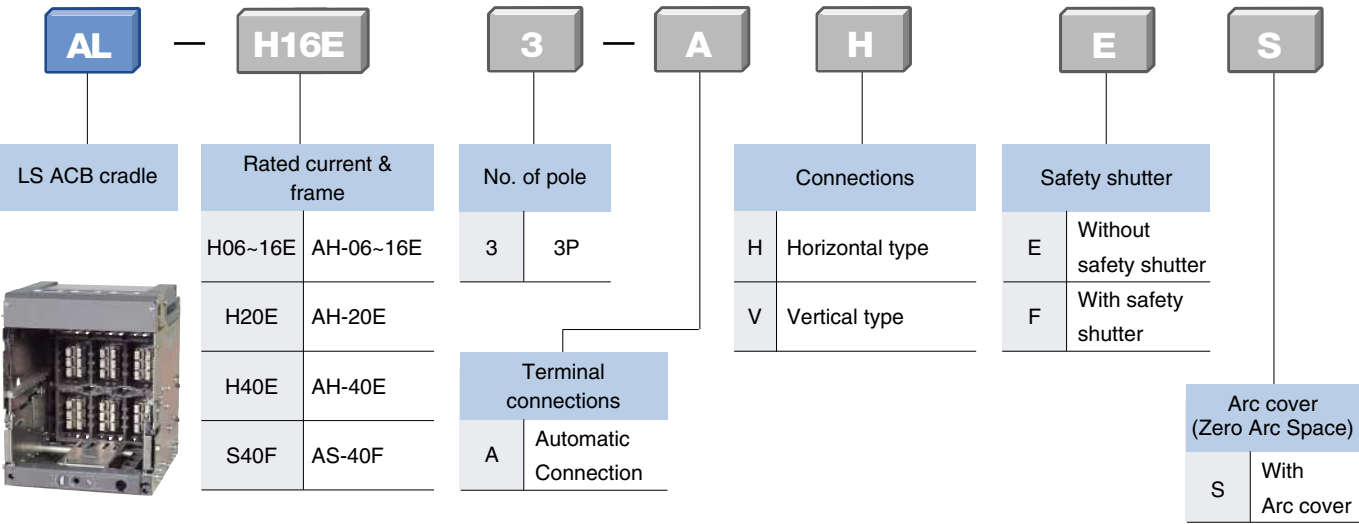 AL — H16E 3 — A H E S
LS ACB cradle
Rated current &
frame
H06~16E AH-06~16E
H20E AH-20E
H40E AH-40E
S40F AS-40F
No. of pole
3 3P
Terminal
connections
A Automatic
Connection
Connections
H Horizontal type
V Vertical type
Safety shutter
E Without
safety shutter
F With safety
shutter
Arc cover
(Zero Arc Space)
S With
Arc cover